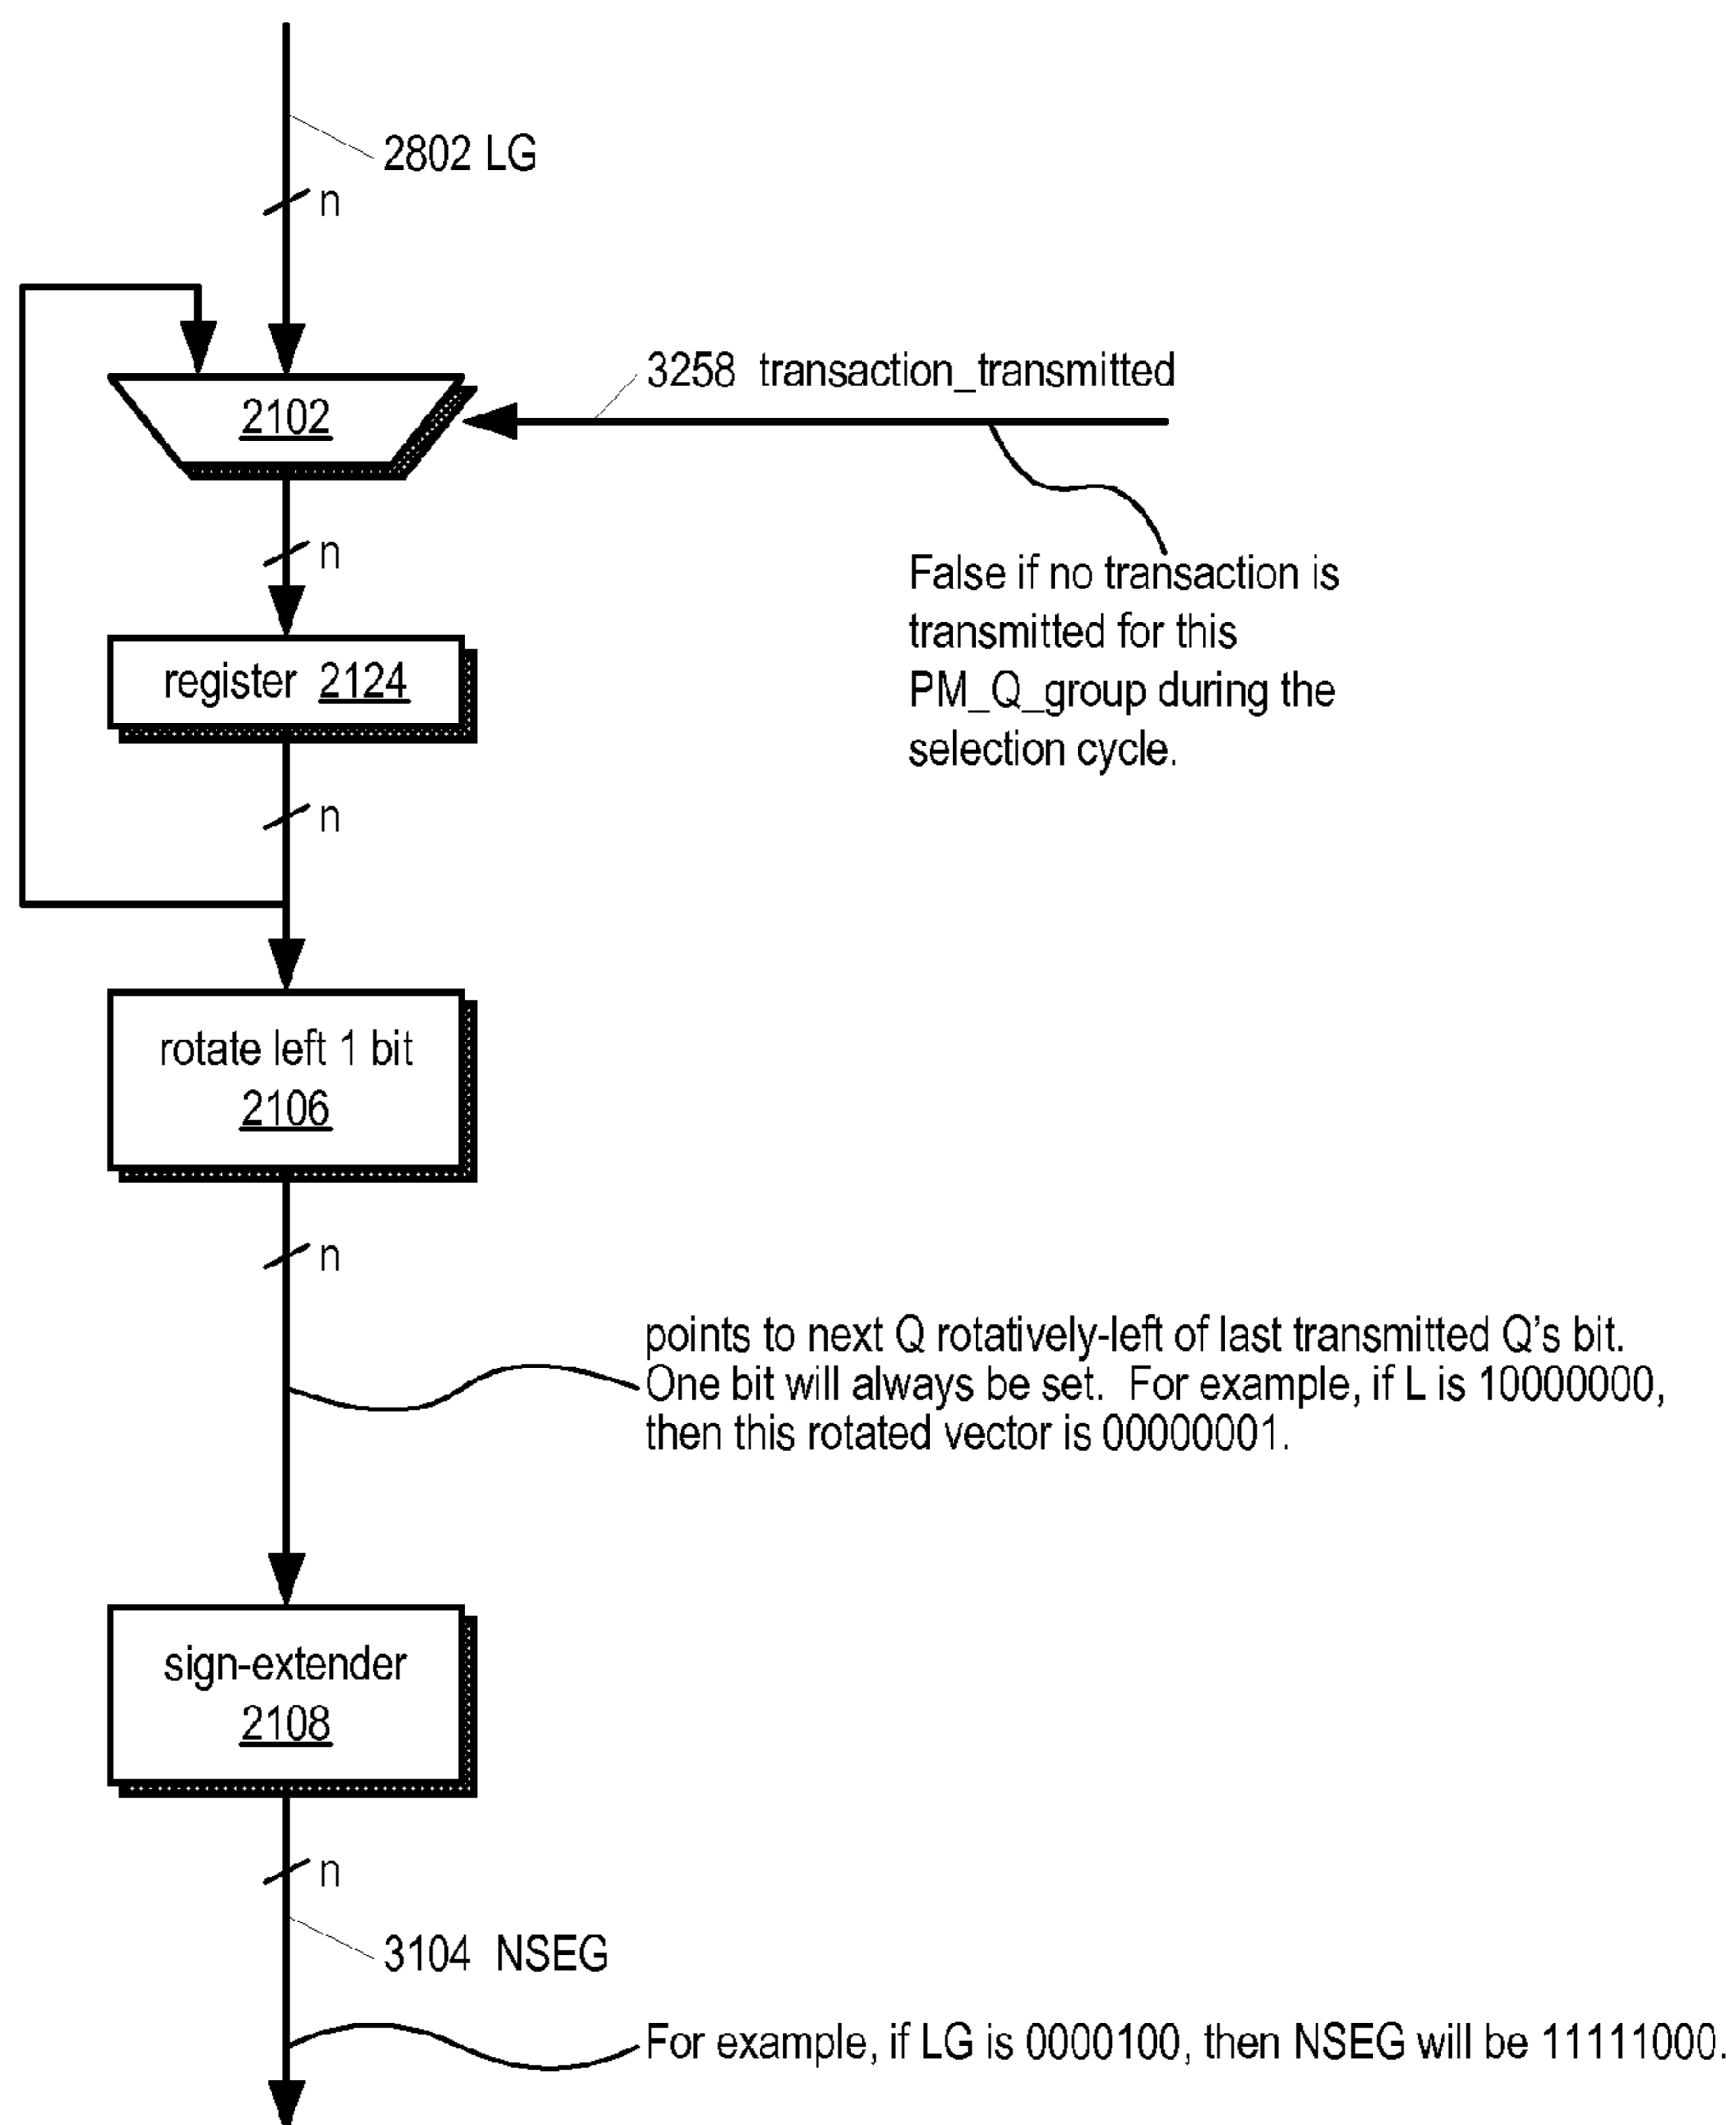 2802 LG
n
3258 transaction_transmitted
2102
n
False if no transaction is
transmitted for this
PM_Q_group during the
selection cycle.
register 2124
n
rotate left 1 bit
2106
n
points to next Q rotatively-left of last transmitted Q's bit.
One bit will always be set. For example, if L is 10000000,
then this rotated vector is 00000001.
sign-extender
2108
n
3104 NSEG
For example, if LG is 0000100, then NSEG will be 11111000.